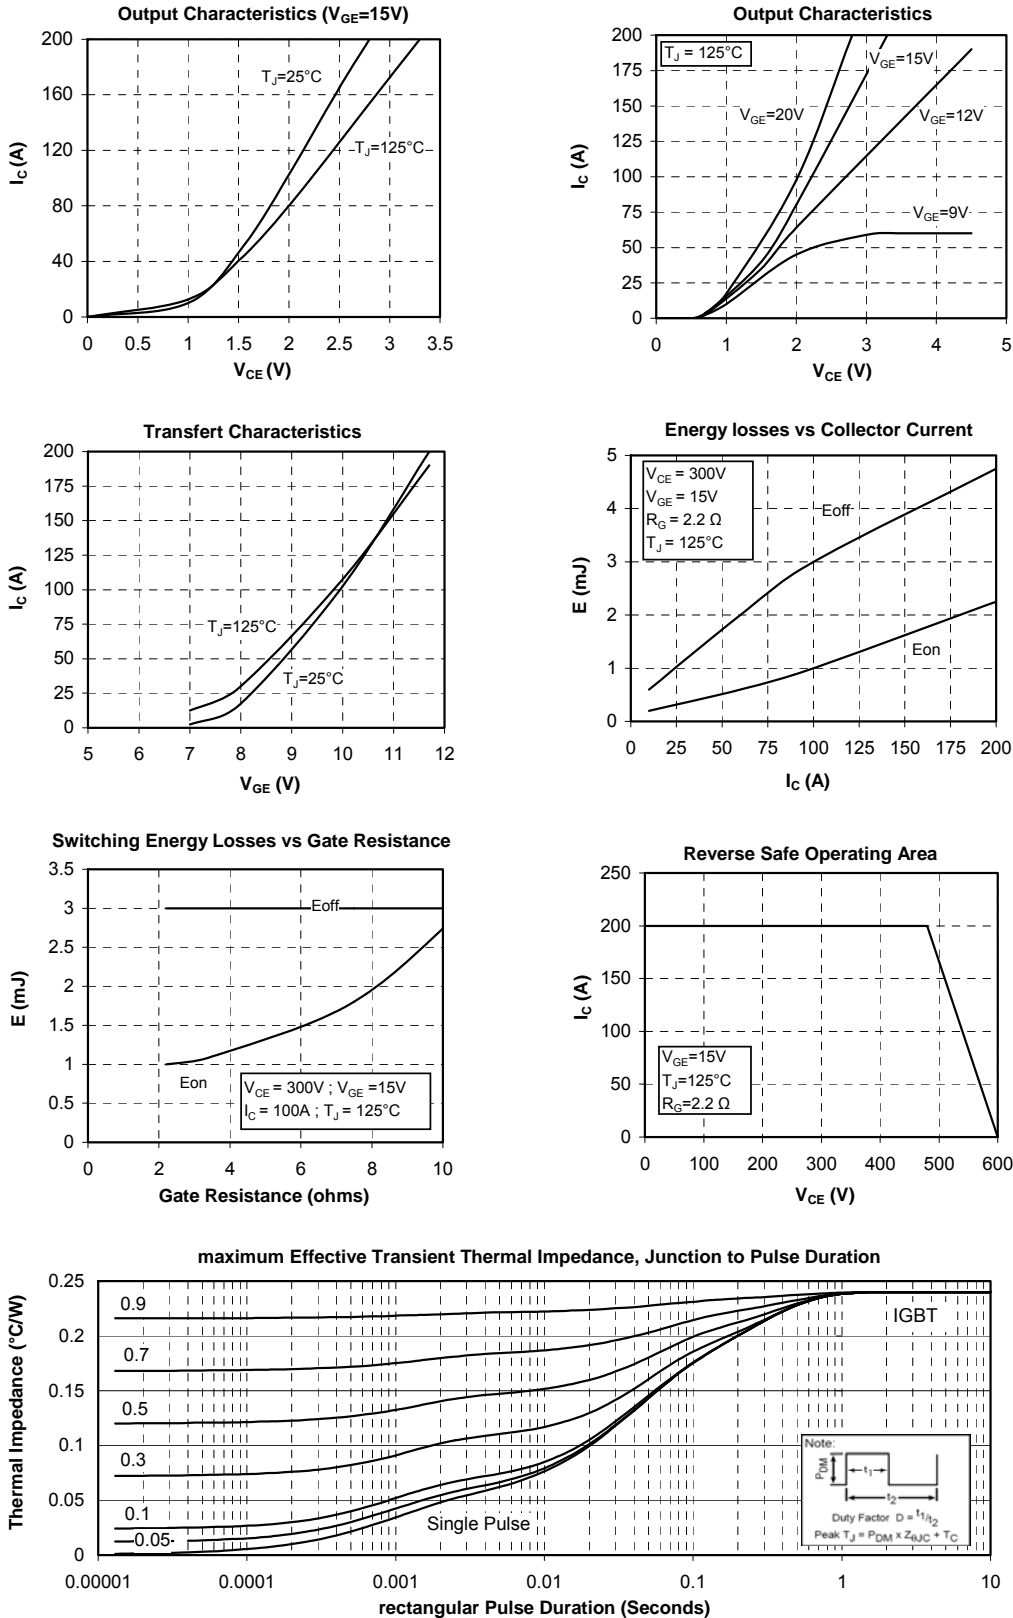 Output Characteristics (VGE=15V)
200
160
120
80
40
0
TJ=25°C
TJ=125°C
0 0.5 1 1.5 2 2.5 3 3.5
VCE (V)
IC (A)
Output Characteristics
200
175
150
125
100
75
50
25
0
TJ = 125°C
VGE=15V
VGE=20V
VGE=12V
VGE=9V
0 1 2 3 4 5
VCE (V)
IC (A)
Transfert Characteristics
200
175
150
125
100
75
50
25
0
TJ=125°C
TJ=25°C
5 6 7 8 9 10 11 12
VGE (V)
IC (A)
Energy losses vs Collector Current
5
4
3
2
1
0
VCE = 300V
VGE = 15V
RG = 2.2 Ω
TJ = 125°C
Eoff
Eon
0 25 50 75 100 125 150 175 200
IC (A)
E (mJ)
Switching Energy Losses vs Gate Resistance
3.5
3
2.5
2
1.5
1
0.5
0
Eoff
Eon
VCE = 300V ; VGE =15V
IC = 100A ; TJ = 125°C
0 2 4 6 8 10
Gate Resistance (ohms)
E (mJ)
Reverse Safe Operating Area
250
200
150
100
50
0
VGE=15V
TJ=125°C
RG=2.2 Ω
0 100 200 300 400 500 600
VCE (V)
IC (A)
maximum Effective Transient Thermal Impedance, Junction to Pulse Duration
0.25
0.2
0.15
0.1
0.05
0
0.9
0.7
0.5
0.3
0.1
0.05
Single Pulse
IGBT
Note:
PDM
t1
t2
Duty Factor D = t1/t2
Peak TJ = PDM x ZθJC + TC
0.00001 0.0001 0.001 0.01 0.1 1 10
rectangular Pulse Duration (Seconds)
Thermal Impedance (°C/W)